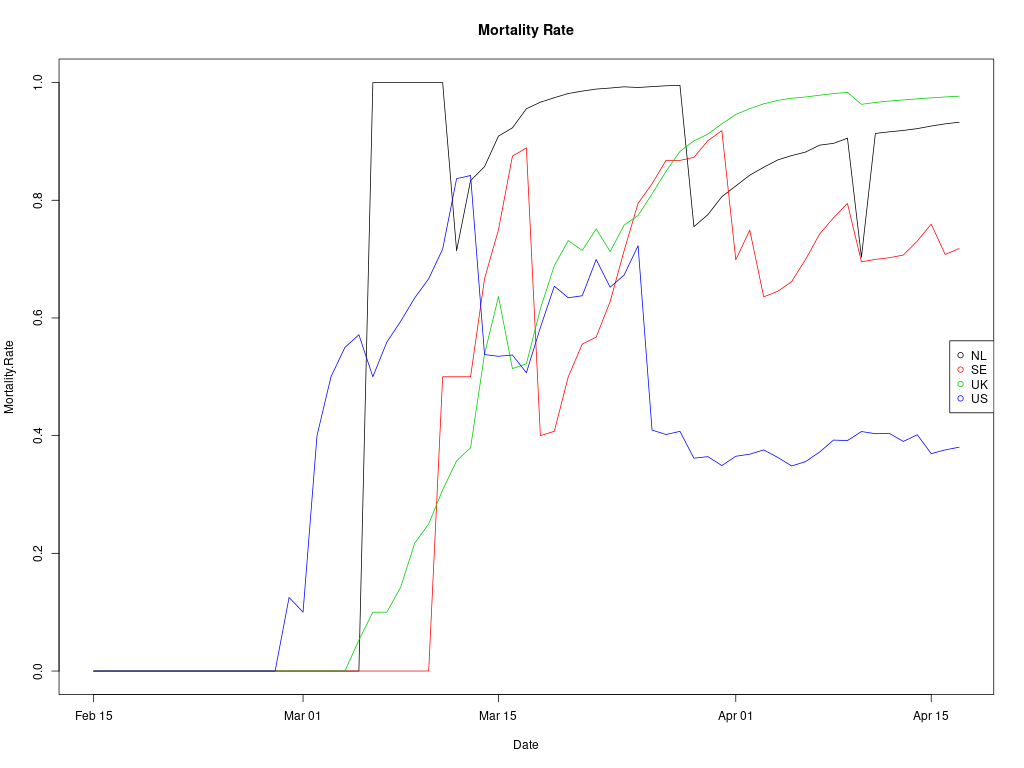 Mortality Rate
Mortality.Rate
1.0
0.8
0.6
0.4
0.2
0.0
NL
SE
UK
US
Feb 15
Mar 01
Mar 15
Apr 01
Apr 15
Date